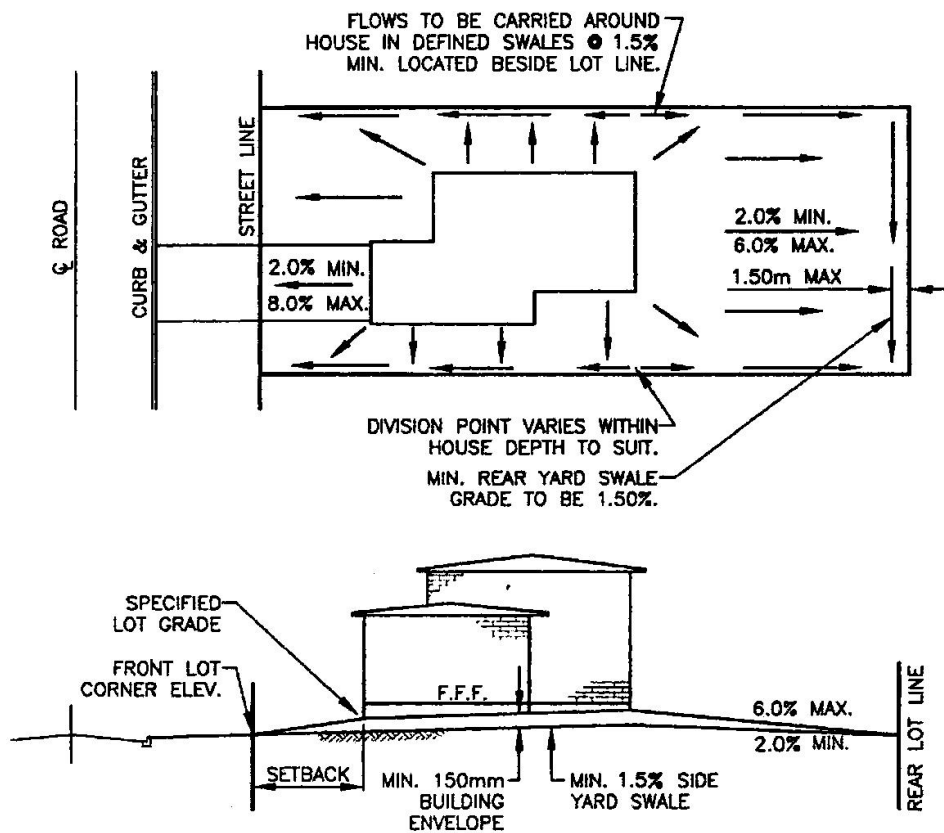 FLOWS TO BE CARRIED AROUND
HOUSE IN DEFINED SWALES @ 1.5%
MIN. LOCATED BESIDE LOT LINE.
℄ ROAD
CURB & GUTTER
STREET LINE
2.0% MIN.
8.0% MAX.
2.0% MIN.
6.0% MAX.
1.50m MAX
DIVISION POINT VARIES WITHIN
HOUSE DEPTH TO SUIT.
MIN. REAR YARD SWALE
GRADE TO BE 1.50%.
SPECIFIED
LOT GRADE
FRONT LOT
CORNER ELEV.
F.F.F.
6.0% MAX.
2.0% MIN.
REAR LOT LINE
SETBACK
MIN. 150mm
BUILDING
ENVELOPE
MIN. 1.5% SIDE
YARD SWALE